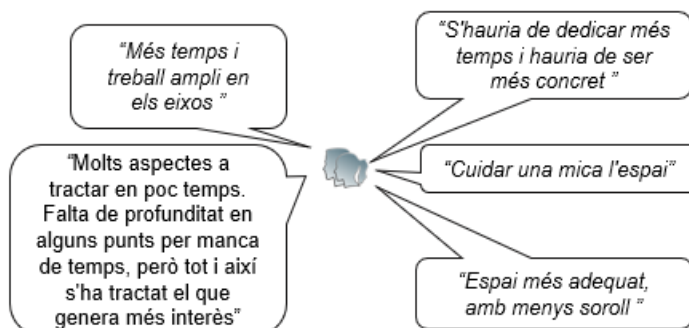 “Més temps i
treball ampli en
els eixos ”
“S'hauria de dedicar més
temps i hauria de ser
més concret ”
“Molts aspectes a
tractar en poc temps.
Falta de profunditat en
alguns punts per manca
de temps, però tot i així
s’ha tractat el que
genera més interès”
“Cuidar una mica l'espai”
“Espai més adequat,
amb menys soroll ”